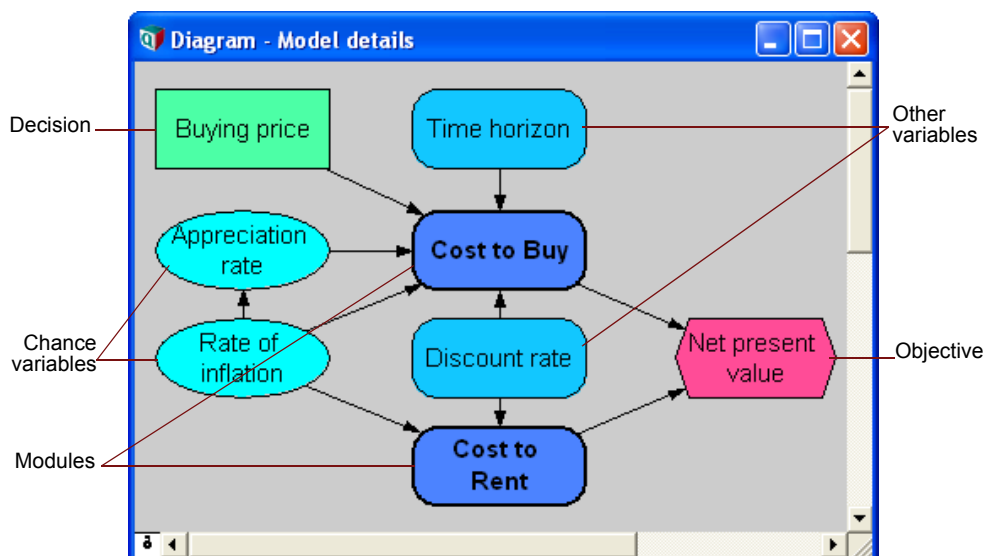 Diagram - Model details
Decision
Buying price
Time horizon
Other
variables
Appreciation
rate
Cost to Buy
Chance
variables
Rate of
inflation
Discount rate
Net present
value
Objective
Modules
Cost to
Rent